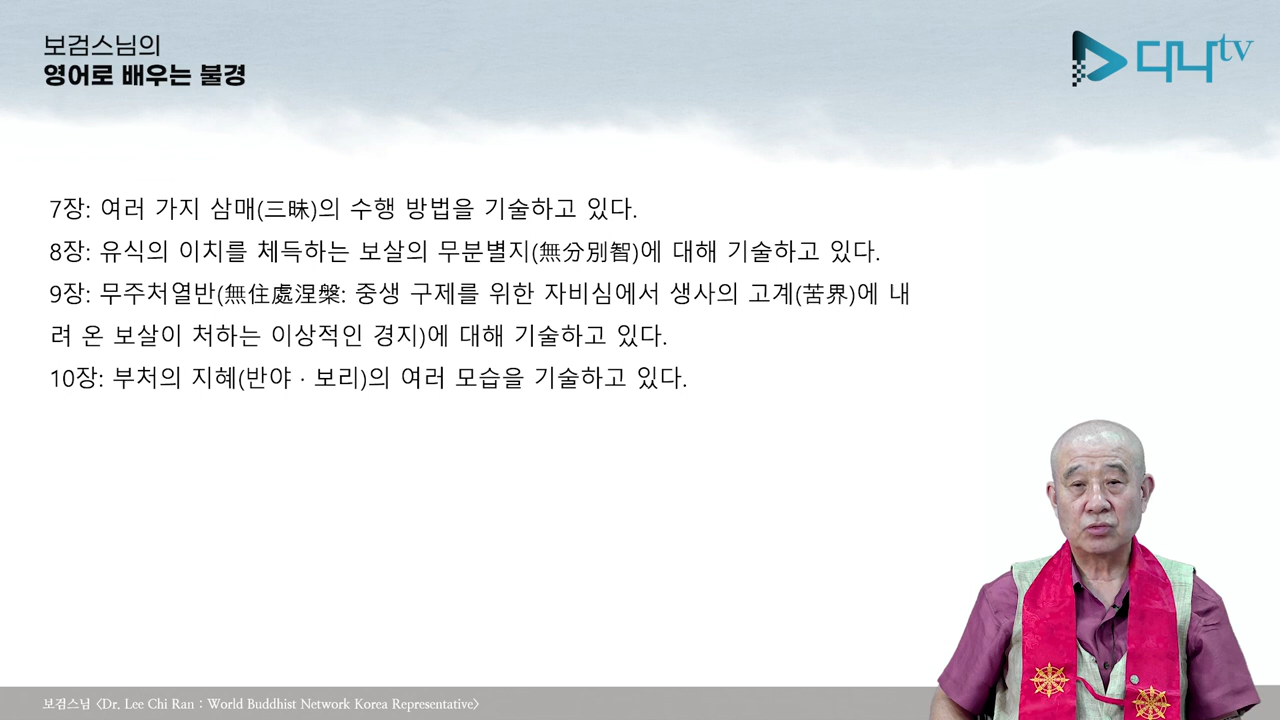 보검스님의
영어로 배우는 불경
디나tv
7장: 여러 가지 삼매(三昧)의 수행 방법을 기술하고 있다.
8장: 유식의 이치를 체득하는 보살의 무분별지(無分別智)에 대해 기술하고 있다.
9장: 무주처열반(無住處涅槃: 중생 구제를 위한 자비심에서 생사의 고계(苦界)에 내
려 온 보살이 처하는 이상적인 경지)에 대해 기술하고 있다.
10장: 부처의 지혜(반야 · 보리)의 여러 모습을 기술하고 있다.
보검스님 <Dr. Lee Chi Ran : World Buddhist Network Korea Representative>